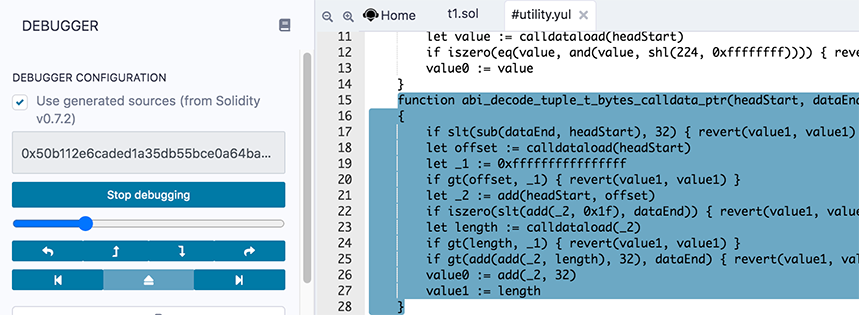 DEBUGGER
DEBUGGER CONFIGURATION
Use generated sources (from Solidity
v0.7.2)
0x50b112e6caded1a35db55bce0a64ba...
Stop debugging
Home
t1.sol
#utility.yul
11 let value := calldataload(headStart)
12 if iszero(eq(value, and(value, shl(224, 0xffffffff)))) { reve
13 value0 := value
14 }
15 function abi_decode_tuple_t_bytes_calldata_ptr(headStart, dataEnd
16 {
17 if slt(sub(dataEnd, headStart), 32) { revert(value1, value1)
18 let offset := calldataload(headStart)
19 let _1 := 0xffffffffffffffff
20 if gt(offset, _1) { revert(value1, value1) }
21 let _2 := add(headStart, offset)
22 if iszero(slt(add(_2, 0x1f), dataEnd)) { revert(value1, value
23 let length := calldataload(_2)
24 if gt(length, _1) { revert(value1, value1) }
25 if gt(add(add(_2, length), 32), dataEnd) { revert(value1, val
26 value0 := add(_2, 32)
27 value1 := length
28 }